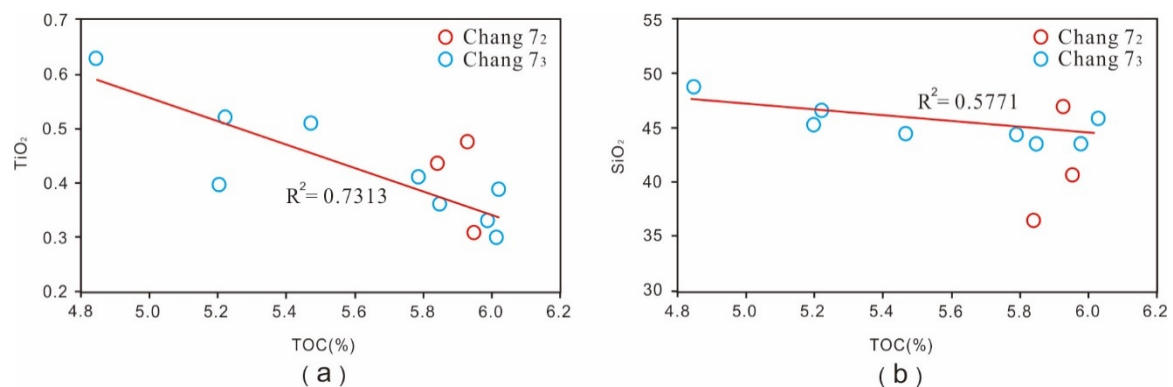 0.7
0.6
0.5
0.4
0.3
0.2
TiO₂
Chang 7₂
Chang 7₃
R²= 0.7313
4.8 5.0 5.2 5.4 5.6 5.8 6.0 6.2
TOC(%)
( a )
55
50
45
40
35
30
SiO₂
Chang 7₂
Chang 7₃
R²= 0.5771
4.8 5.0 5.2 5.4 5.6 5.8 6.0 6.2
TOC(%)
( b )